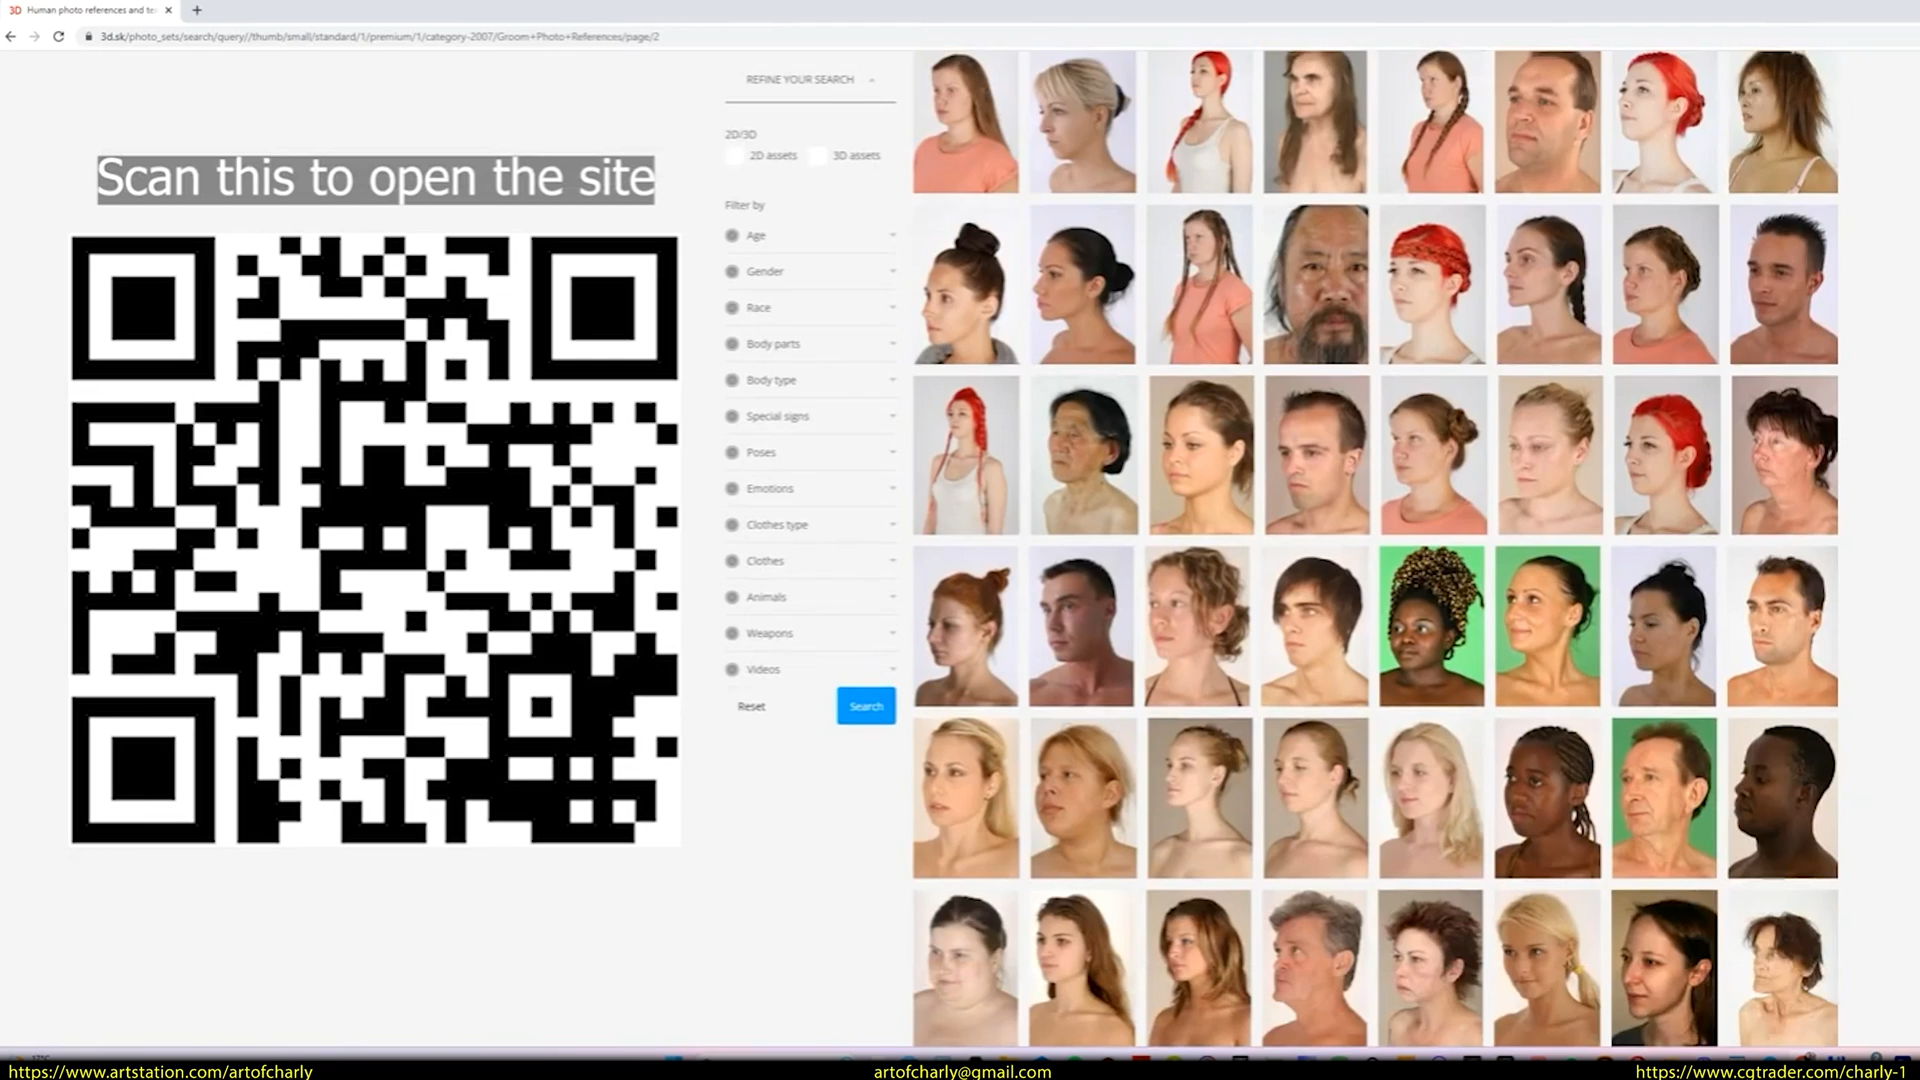 3D Human photo references and te
3d.sk/photo_sets/search/query//thumb/small/standard/1/premium/1/category-2007/Groom+Photo+References/page/2
Scan this to open the site
REFINE YOUR SEARCH
2D/3D
2D assets 3D assets
Filter by
Age
Gender
Race
Body parts
Body type
Special signs
Poses
Emotions
Clothes type
Clothes
Animals
Weapons
Videos
Reset Search
https://www.artstation.com/artofcharly artofcharly@gmail.com https://www.cgtrader.com/charly-1